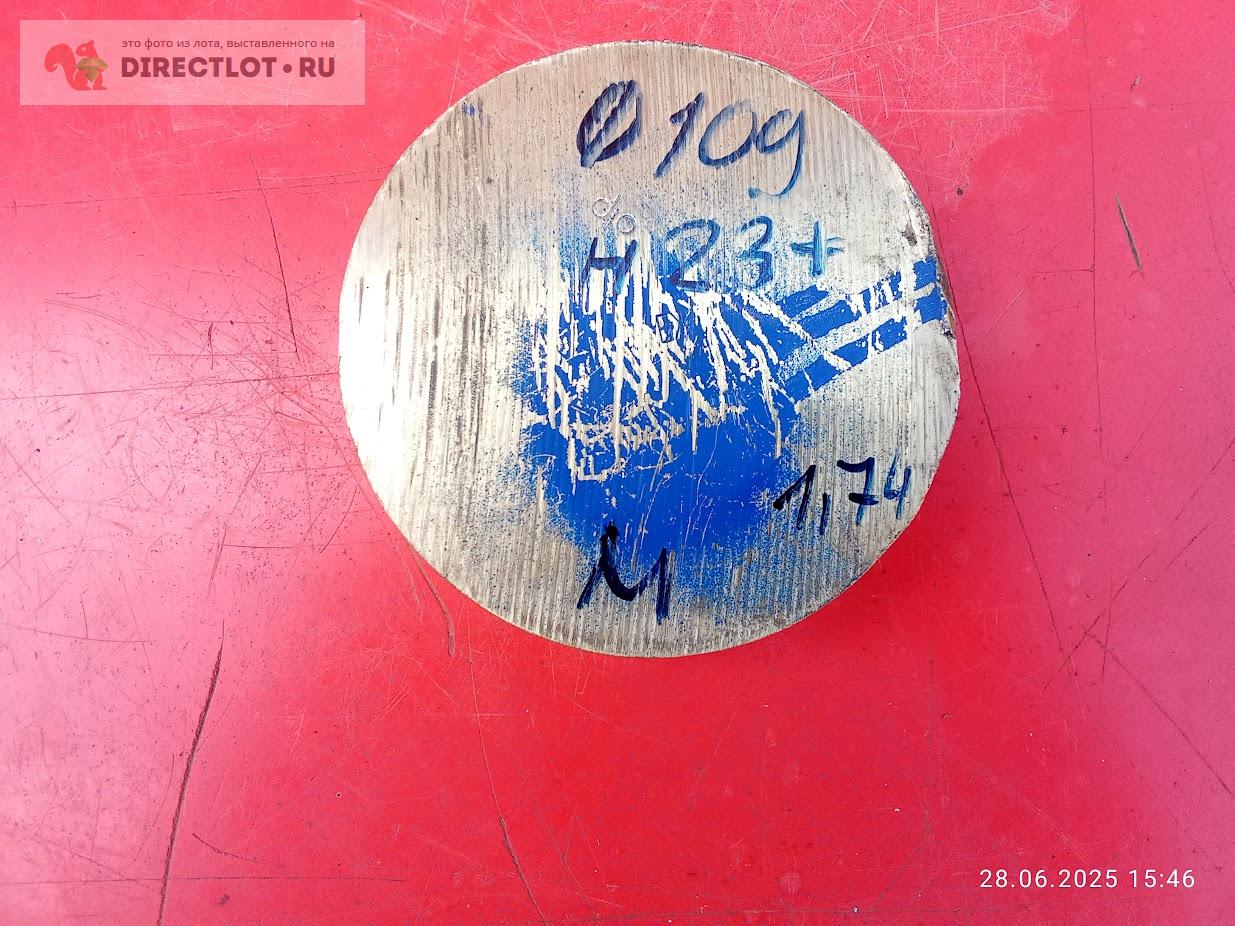 это фото из лота, выставленного на
DIRECTLOT•RU
Ø 109
% 
H 23+
1,74
М
28.06.2025 15:46